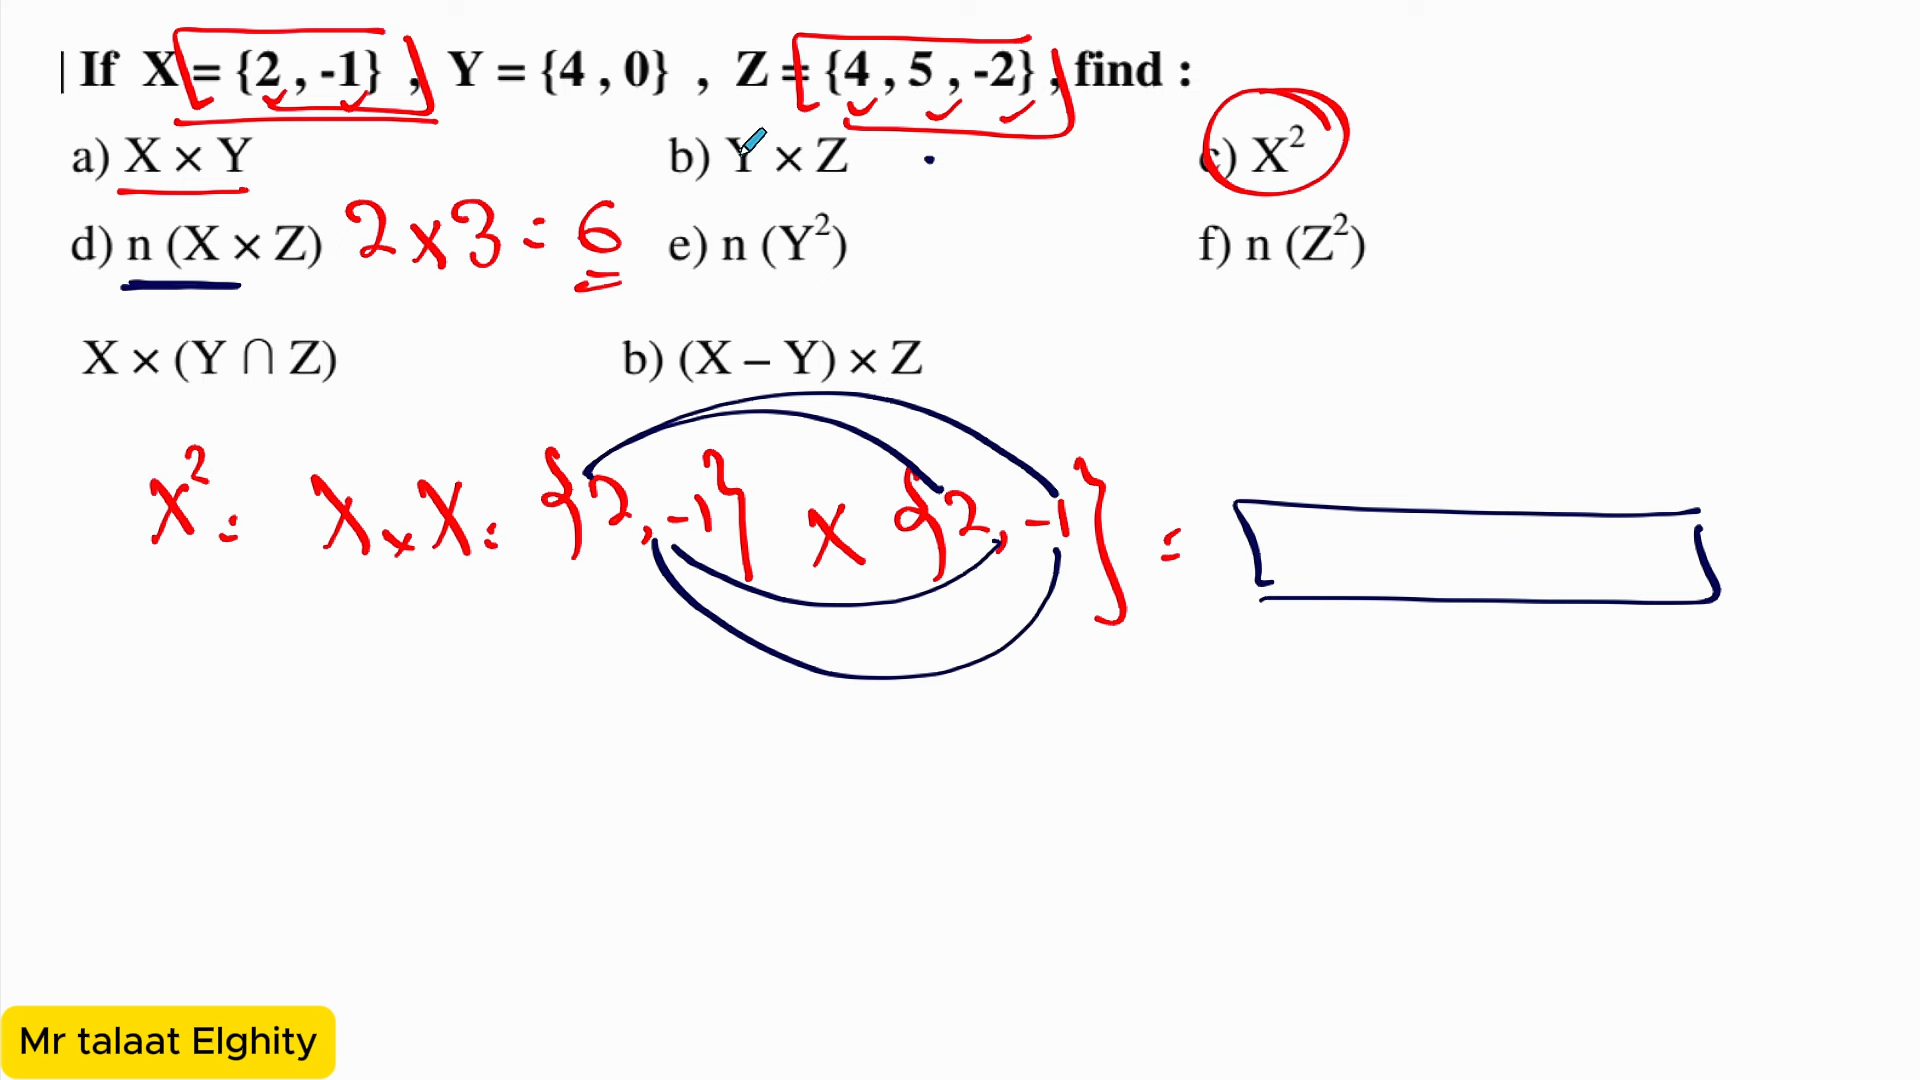 | If X = {2 , -1} , Y = {4 , 0} , Z = {4 , 5 , -2} , find :
a) X × Y b) Y × Z c) X²
d) n (X × Z) 2 × 3 = 6 e) n (Y²) f) n (Z²)
X × (Y ∩ Z) b) (X – Y) × Z
X² = X × X = {2, -1} × {2, -1} =
Mr talaat Elghity